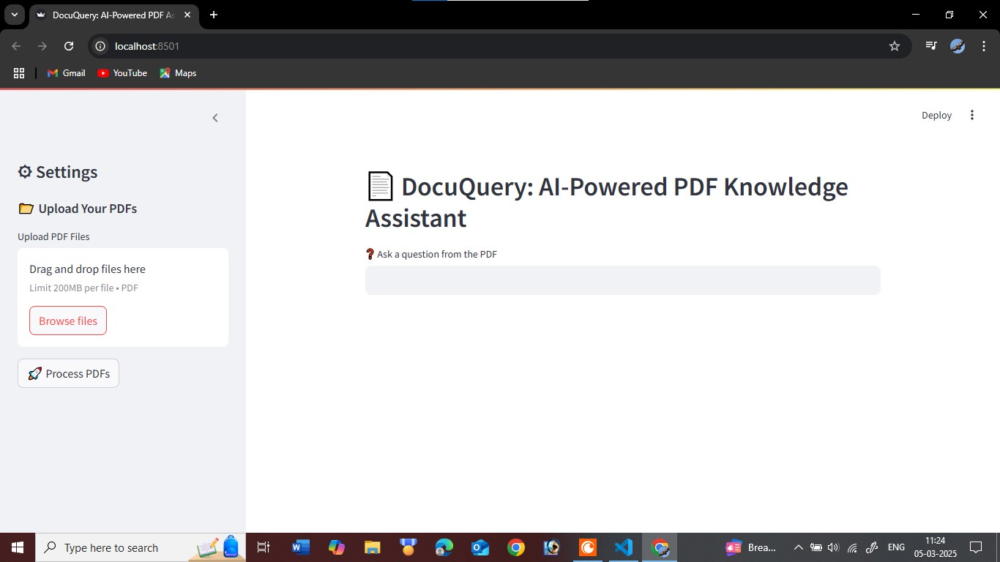 DocuQuery: AI-Powered PDF As
localhost:8501
Gmail
YouTube
Maps
Deploy
⚙ Settings
📂 Upload Your PDFs
Upload PDF Files
Drag and drop files here
Limit 200MB per file • PDF
Browse files
🚀 Process PDFs
📄 DocuQuery: AI-Powered PDF Knowledge
Assistant
❓ Ask a question from the PDF
Type here to search
Brea...
ENG
11:24
05-03-2025